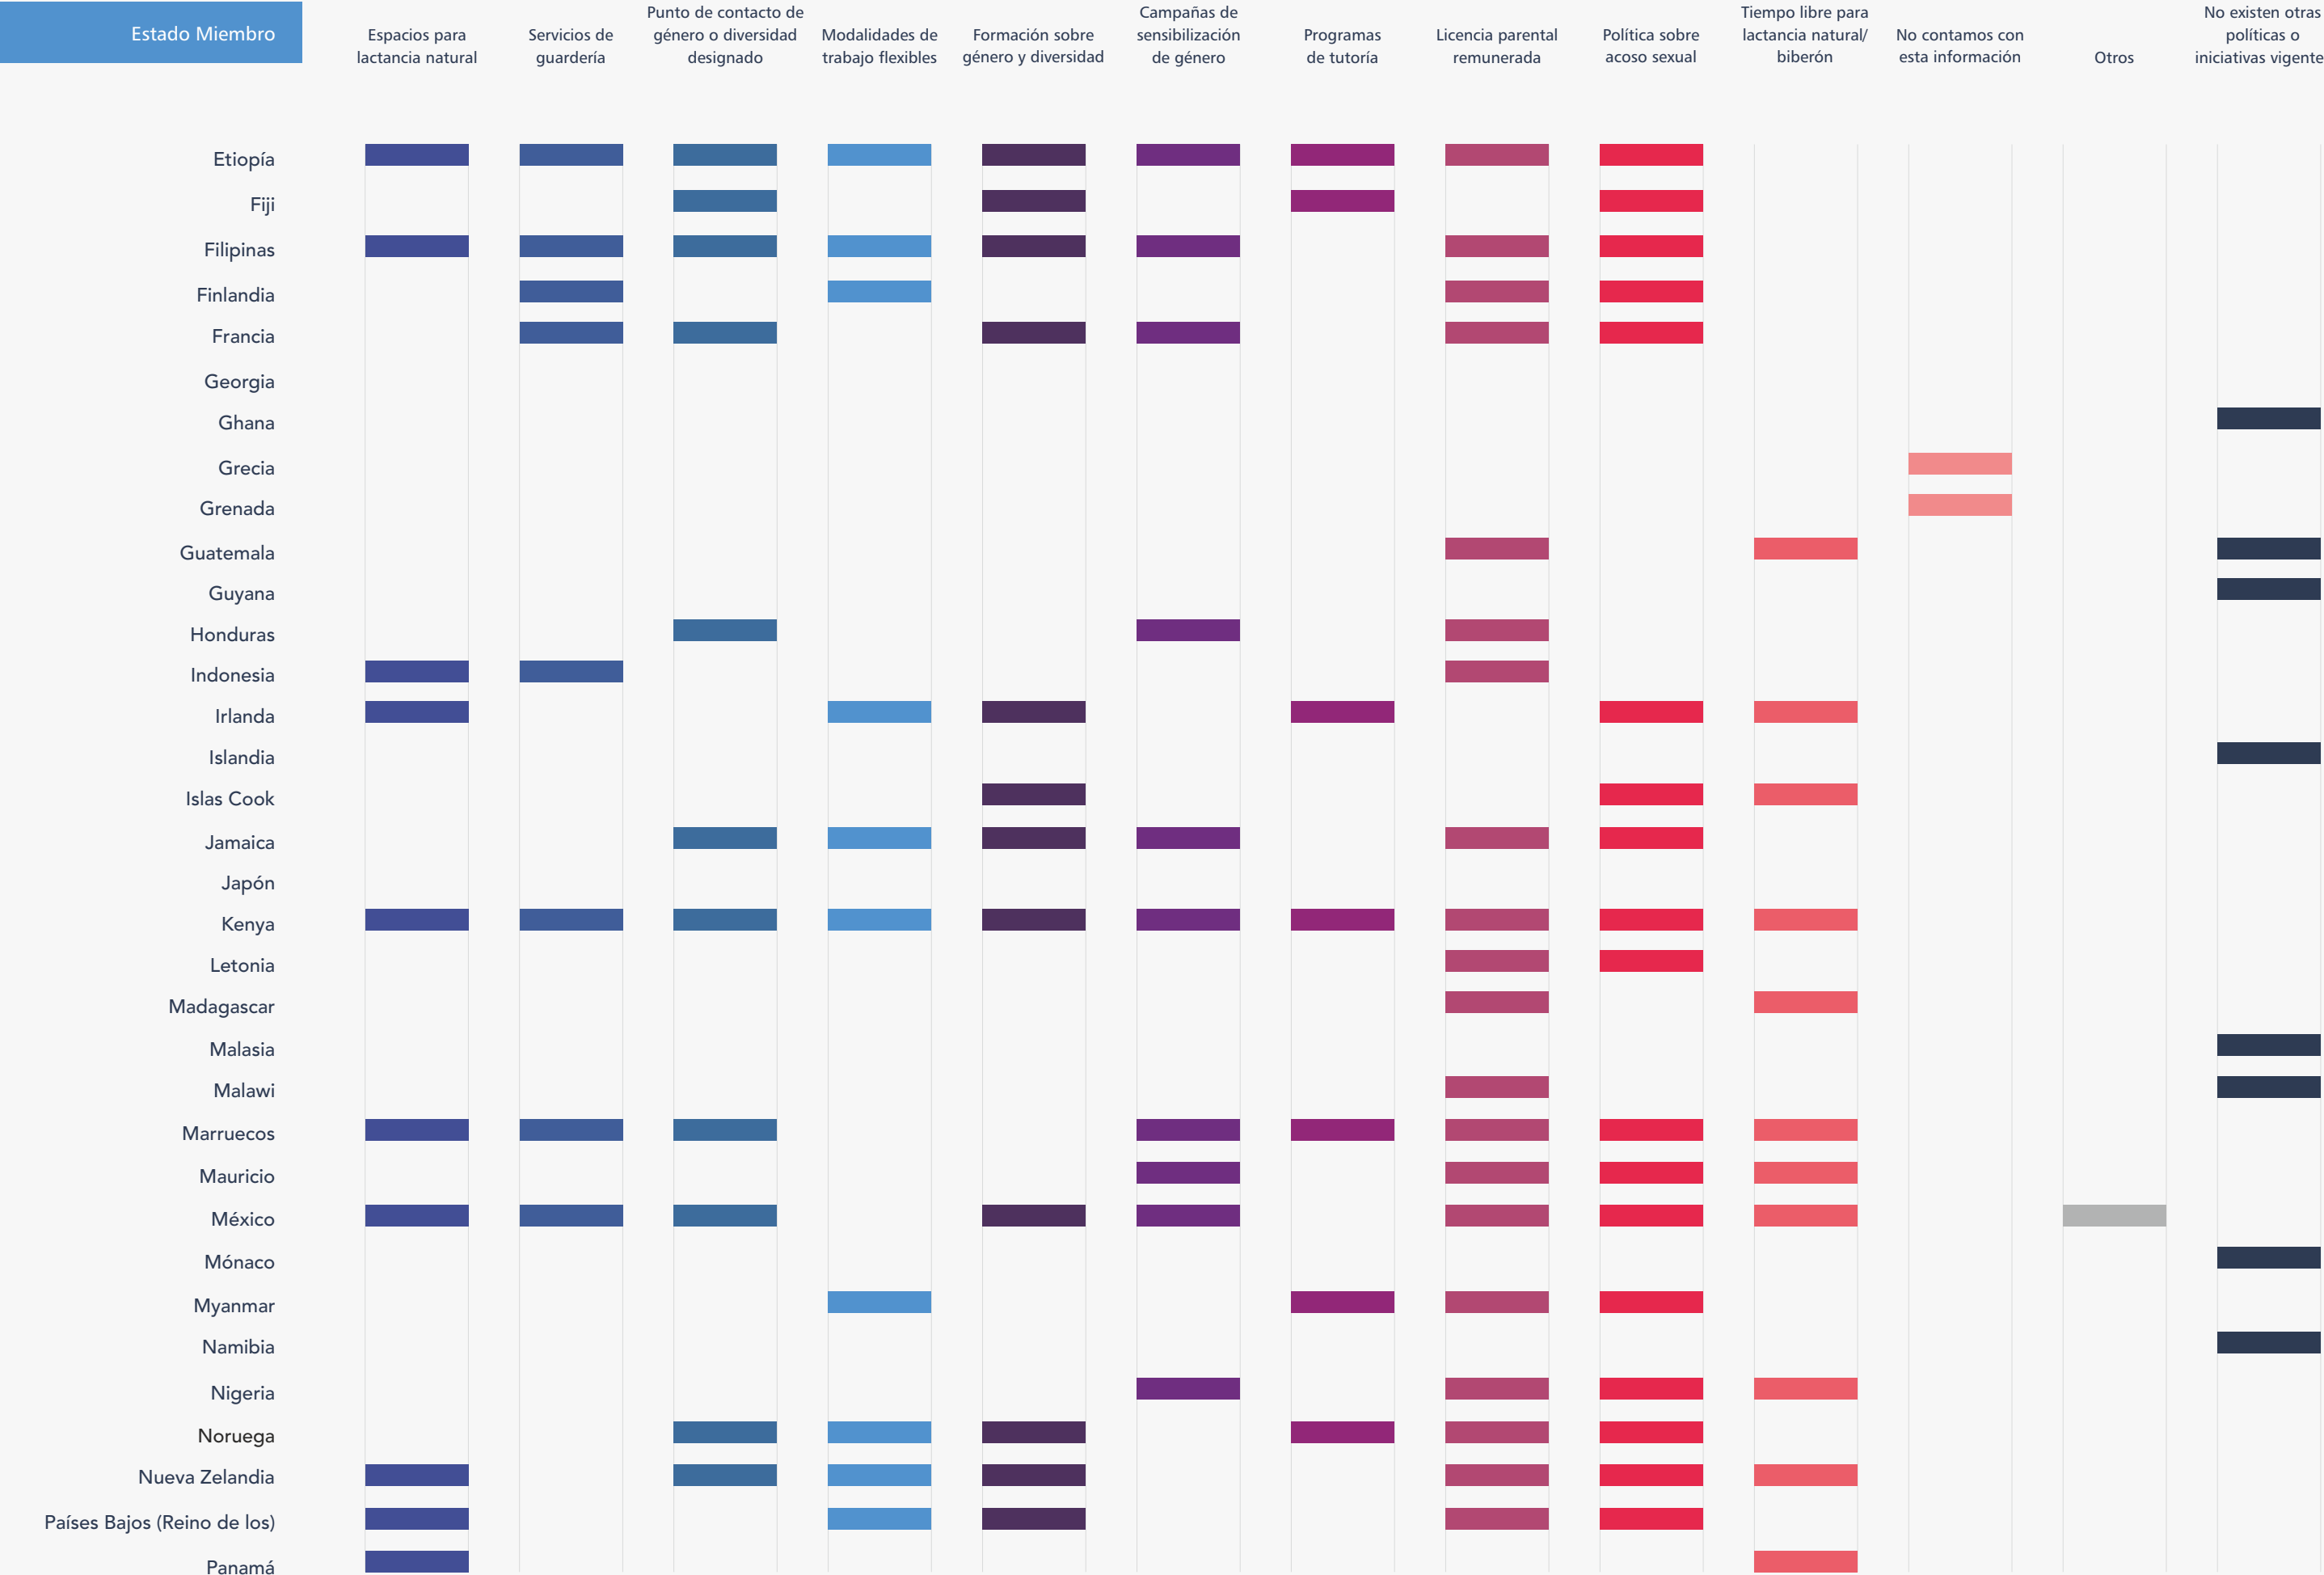 Estado Miembro
Espacios para
lactancia natural
Servicios de
guardería
Punto de contacto de
género o diversidad
designado
Modalidades de
trabajo flexibles
Formación sobre
género y diversidad
Campañas de
sensibilización
de género
Programas
de tutoría
Licencia parental
remunerada
Política sobre
acoso sexual
Tiempo libre para
lactancia natural/
biberón
No contamos con
esta información
Otros
No existen otras
políticas o
iniciativas vigente
Etiopía
Fiji
Filipinas
Finlandia
Francia
Georgia
Ghana
Grecia
Grenada
Guatemala
Guyana
Honduras
Indonesia
Irlanda
Islandia
Islas Cook
Jamaica
Japón
Kenya
Letonia
Madagascar
Malasia
Malawi
Marruecos
Mauricio
México
Mónaco
Myanmar
Namibia
Nigeria
Noruega
Nueva Zelandia
Países Bajos (Reino de los)
Panamá